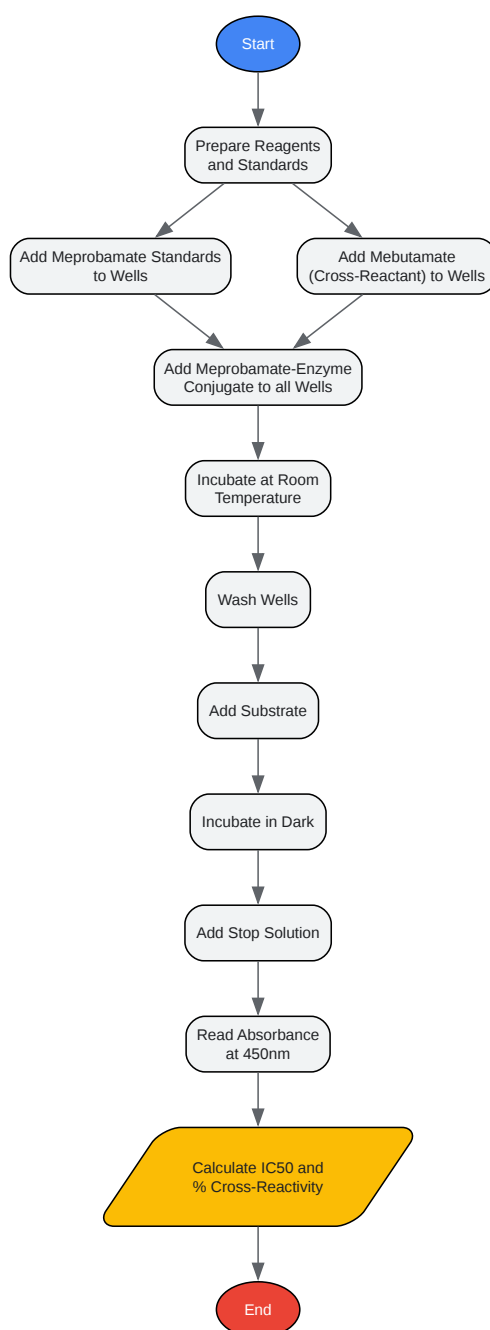 Start
Prepare Reagents
and Standards
Add Meprobamate Standards
to Wells
Add Mebutamate
(Cross-Reactant) to Wells
Add Meprobamate-Enzyme
Conjugate to all Wells
Incubate at Room
Temperature
Wash Wells
Add Substrate
Incubate in Dark
Add Stop Solution
Read Absorbance
at 450nm
Calculate IC50 and
% Cross-Reactivity
End